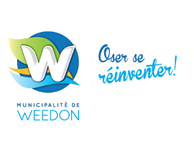 W
MUNICIPALITÉ DE
WEEDON
Oser se
réinventer!